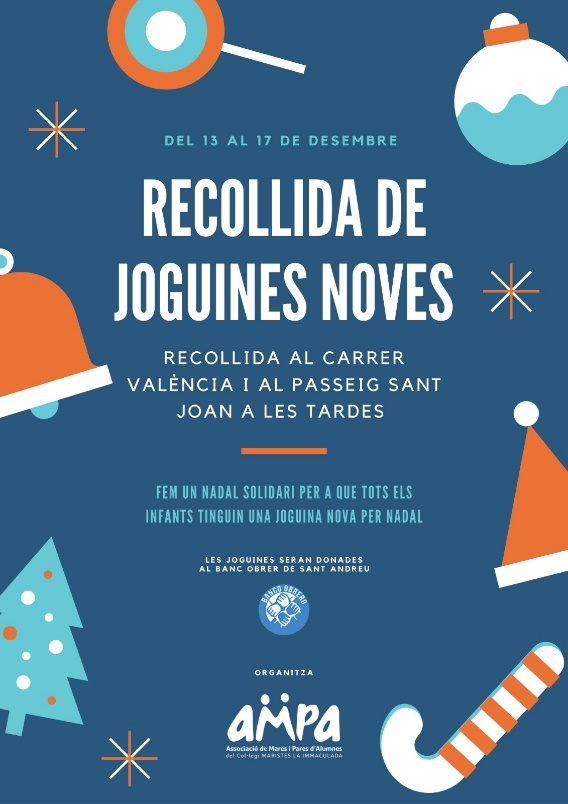 DEL 13 AL 17 DE DESEMBRE
RECOLLIDA DE
JOGUINES NOVES
RECOLLIDA AL CARRER
VALÈNCIA I AL PASSEIG SANT
JOAN A LES TARDES
FEM UN NADAL SOLIDARI PER A QUE TOTS ELS
INFANTS TINGUIN UNA JOGUINA NOVA PER NADAL
LES JOGUINES SERAN DONADES
AL BANC OBRER DE SANT ANDREU
BANCO OBRERO
ORGANITZA
aMPa
Associació de Mares i Pares d'Alumnes
del Col·legi MARISTES LA IMMACULADA